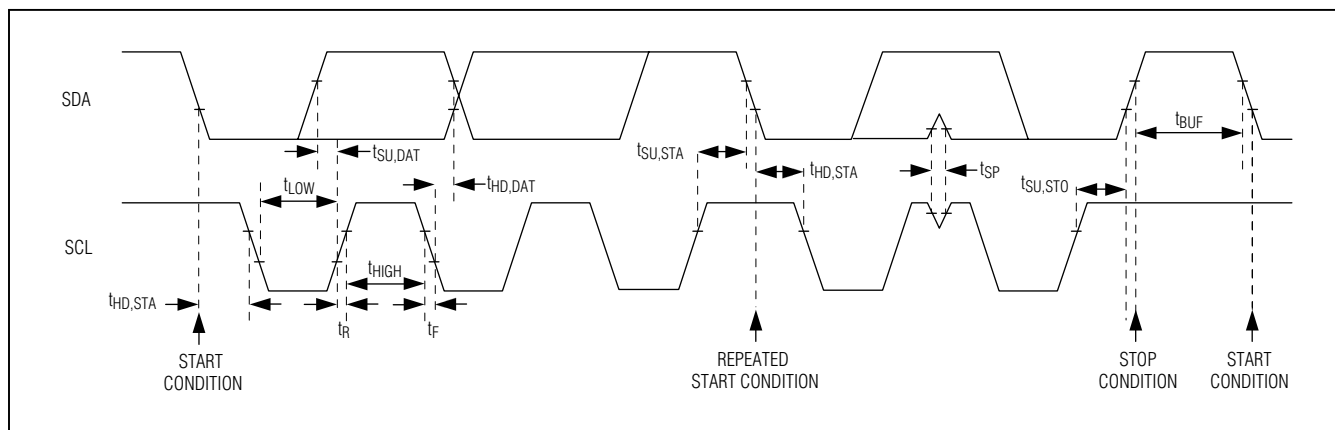 SDA
tSU,DAT
tHD,DAT
tLOW
tSU,STA
tHD,STA
tSP
tBUF
tSU,STO
SCL
tHIGH
tHD,STA
tR
tF
START
CONDITION
REPEATED
START CONDITION
STOP
CONDITION
START
CONDITION